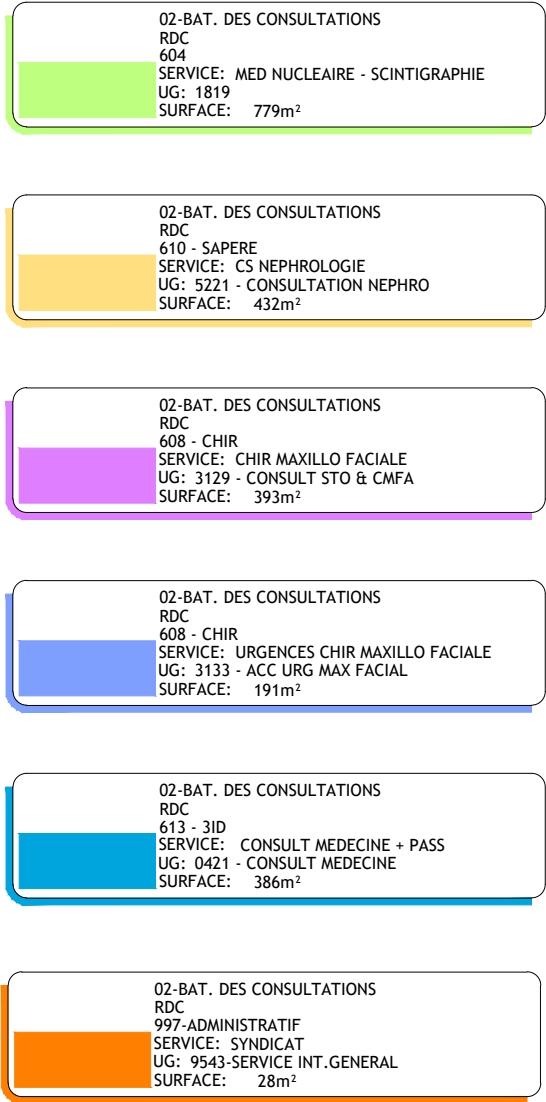 02-BAT. DES CONSULTATIONS
RDC
604
SERVICE: MED NUCLEAIRE - SCINTIGRAPHIE
UG: 1819
SURFACE: 779m²
02-BAT. DES CONSULTATIONS
RDC
610 - SAPERE
SERVICE: CS NEPHROLOGIE
UG: 5221 - CONSULTATION NEPHRO
SURFACE: 432m²
02-BAT. DES CONSULTATIONS
RDC
608 - CHIR
SERVICE: CHIR MAXILLO FACIALE
UG: 3129 - CONSULT STO & CMFA
SURFACE: 393m²
02-BAT. DES CONSULTATIONS
RDC
608 - CHIR
SERVICE: URGENCES CHIR MAXILLO FACIALE
UG: 3133 - ACC URG MAX FACIAL
SURFACE: 191m²
02-BAT. DES CONSULTATIONS
RDC
613 - 3ID
SERVICE: CONSULT MEDECINE + PASS
UG: 0421 - CONSULT MEDECINE
SURFACE: 386m²
02-BAT. DES CONSULTATIONS
RDC
997-ADMINISTRATIF
SERVICE: SYNDICAT
UG: 9543-SERVICE INT.GENERAL
SURFACE: 28m²